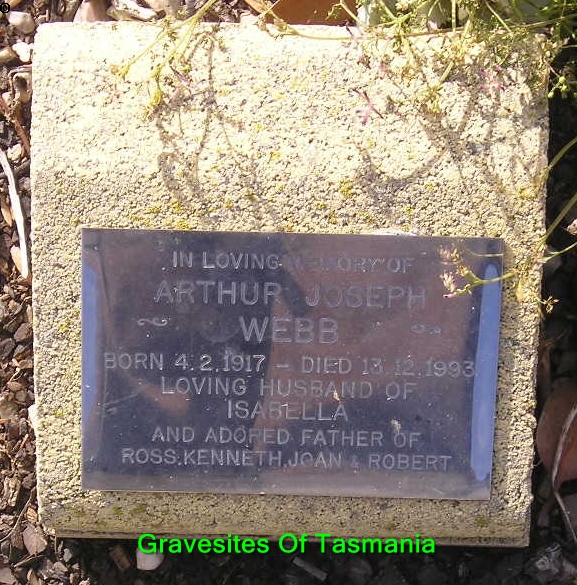 IN LOVING MEMORY OF
ARTHUR JOSEPH
WEBB
BORN 4.2.1917 - DIED 13.12.1993
LOVING HUSBAND OF
ISABELLA
AND ADORED FATHER OF
ROSS, KENNETH, JOAN & ROBERT
Gravesites Of Tasmania